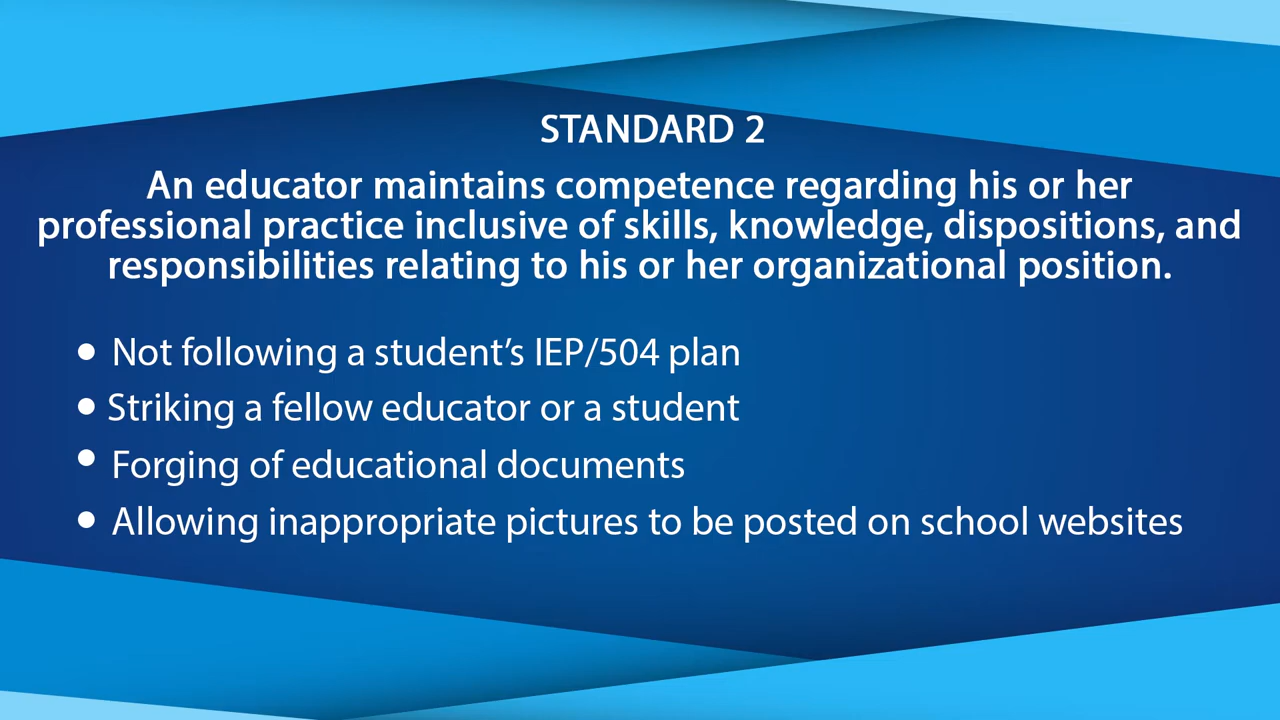 STANDARD 2
An educator maintains competence regarding his or her
professional practice inclusive of skills, knowledge, dispositions, and
responsibilities relating to his or her organizational position.
• Not following a student’s IEP/504 plan
• Striking a fellow educator or a student
• Forging of educational documents
• Allowing inappropriate pictures to be posted on school websites